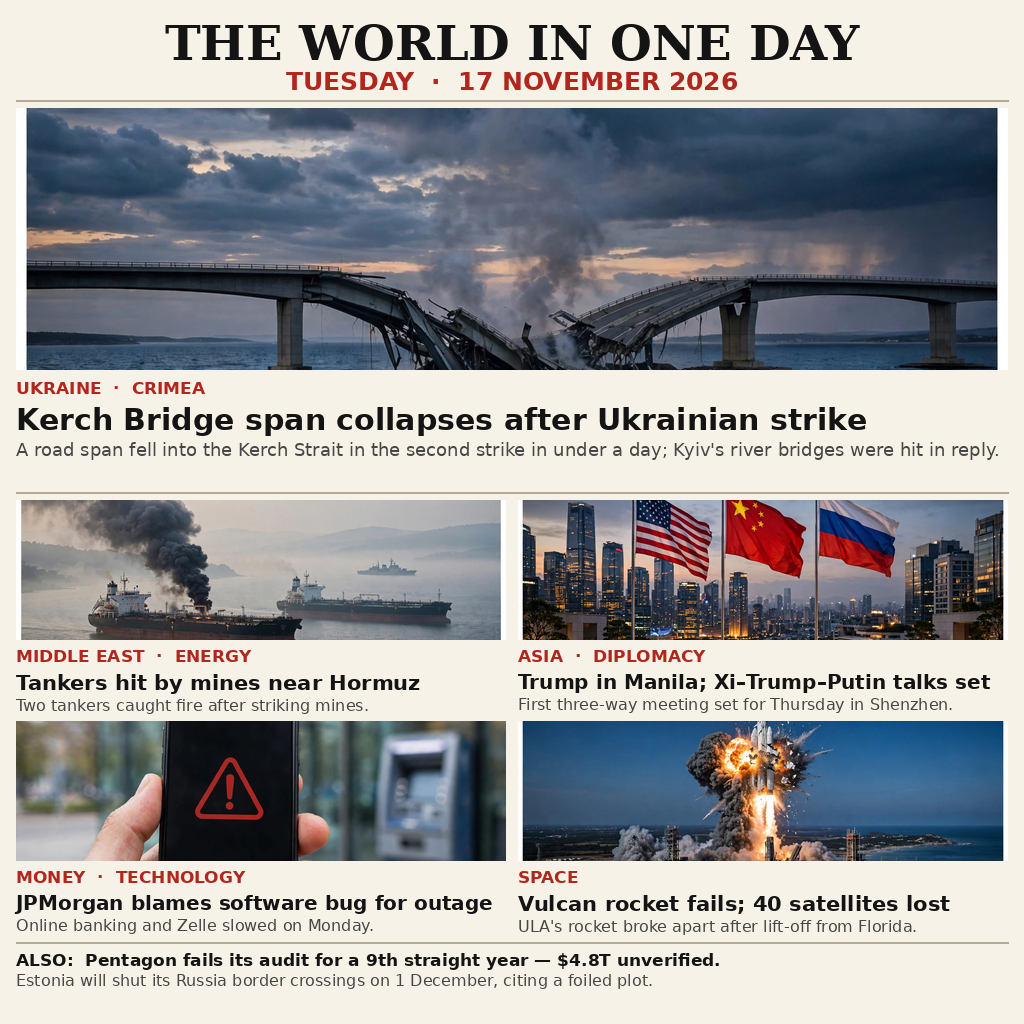 THE WORLD IN ONE DAY
TUESDAY · 17 NOVEMBER 2026
UKRAINE · CRIMEA
Kerch Bridge span collapses after Ukrainian strike
A road span fell into the Kerch Strait in the second strike in under a day; Kyiv's river bridges were hit in reply.
MIDDLE EAST · ENERGY
Tankers hit by mines near Hormuz
Two tankers caught fire after striking mines.
ASIA · DIPLOMACY
Trump in Manila; Xi–Trump–Putin talks set
First three-way meeting set for Thursday in Shenzhen.
MONEY · TECHNOLOGY
JPMorgan blames software bug for outage
Online banking and Zelle slowed on Monday.
SPACE
Vulcan rocket fails; 40 satellites lost
ULA's rocket broke apart after lift-off from Florida.
ALSO: Pentagon fails its audit for a 9th straight year — $4.8T unverified.
Estonia will shut its Russia border crossings on 1 December, citing a foiled plot.